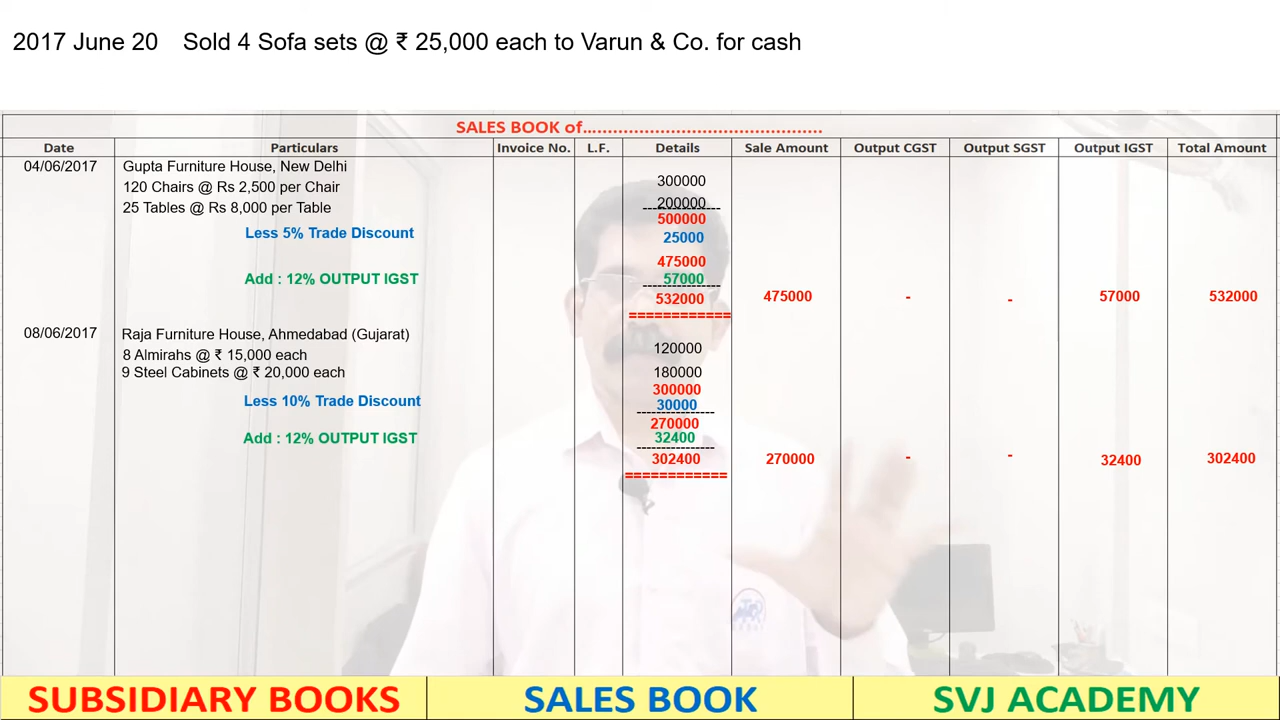 2017 June 20 Sold 4 Sofa sets @ ₹ 25,000 each to Varun & Co. for cash
SALES BOOK of................................................
Date Particulars Invoice No. L.F. Details Sale Amount Output CGST Output SGST Output IGST Total Amount
04/06/2017 Gupta Furniture House, New Delhi
120 Chairs @ Rs 2,500 per Chair 300000
25 Tables @ Rs 8,000 per Table 200000
500000
Less 5% Trade Discount 25000
475000
Add : 12% OUTPUT IGST 57000
532000 475000 - - 57000 532000
============
08/06/2017 Raja Furniture House, Ahmedabad (Gujarat)
8 Almirahs @ ₹ 15,000 each 120000
9 Steel Cabinets @ ₹ 20,000 each 180000
300000
Less 10% Trade Discount 30000
270000
Add : 12% OUTPUT IGST 32400
302400 270000 - - 32400 302400
============
SUBSIDIARY BOOKS SALES BOOK SVJ ACADEMY